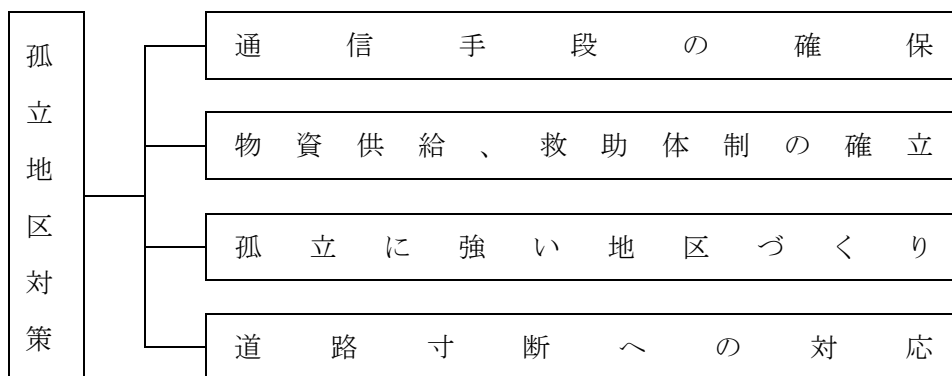 孤立地区対策
通信手段の確保
物資供給、救助体制の確立
孤立に強い地区づくり
道路寸断への対応